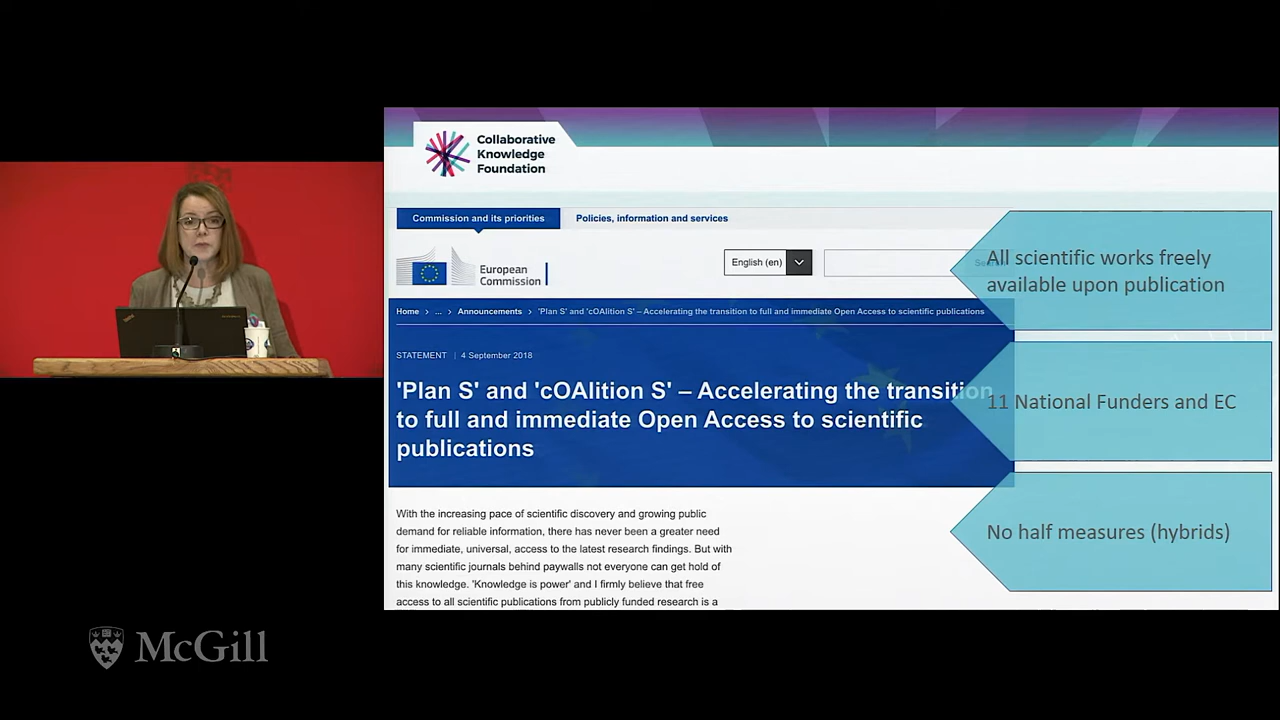 Collaborative
Knowledge
Foundation
Commission and its priorities
Policies, information and services
European
Commission
English (en)
All scientific works freely
available upon publication
Home > ... > Announcements > 'Plan S' and 'cOAlition S' – Accelerating the transition to full and immediate Open Access to scientific publications
STATEMENT | 4 September 2018
'Plan S' and 'cOAlition S' – Accelerating the transition
to full and immediate Open Access to scientific
publications
11 National Funders and EC
With the increasing pace of scientific discovery and growing public
demand for reliable information, there has never been a greater need
for immediate, universal, access to the latest research findings. But with
many scientific journals behind paywalls not everyone can get hold of
this knowledge. 'Knowledge is power' and I firmly believe that free
access to all scientific publications from publicly funded research is a
No half measures (hybrids)
McGill